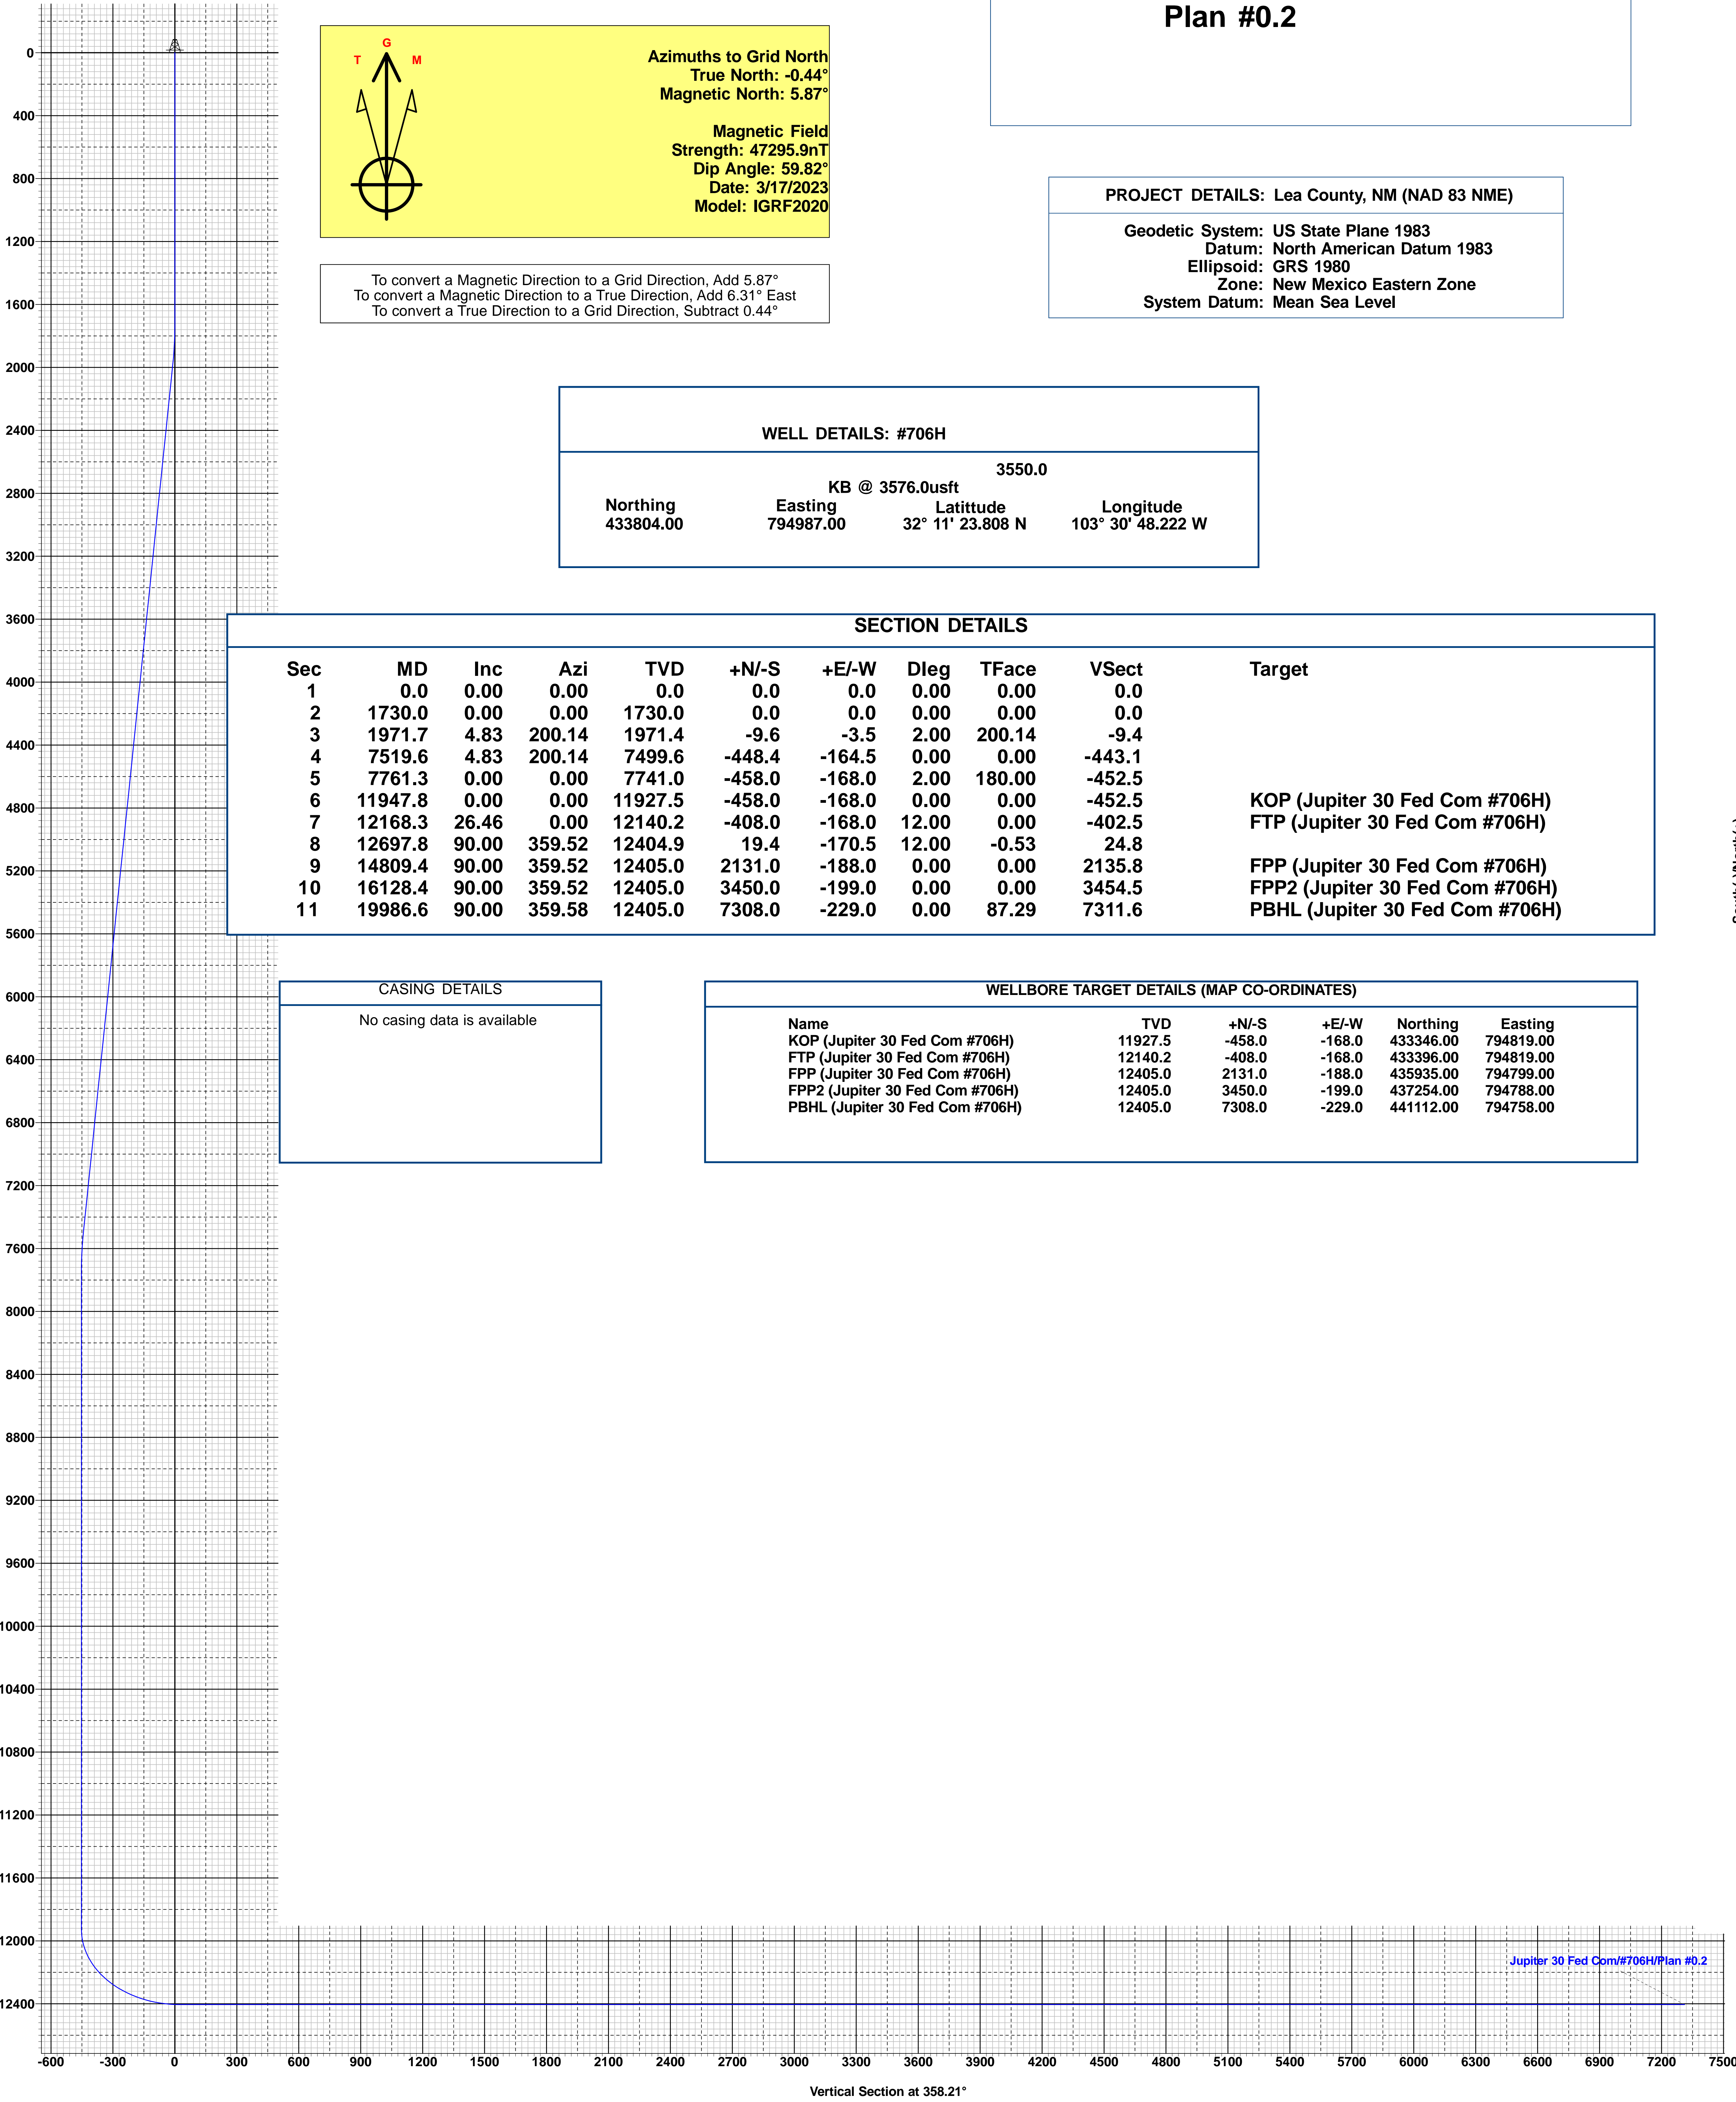 Plan #0.2
G
T M
Azimuths to Grid North
True North: -0.44°
Magnetic North: 5.87°
Magnetic Field
Strength: 47295.9nT
Dip Angle: 59.82°
Date: 3/17/2023
Model: IGRF2020
To convert a Magnetic Direction to a Grid Direction, Add 5.87°
To convert a Magnetic Direction to a True Direction, Add 6.31° East
To convert a True Direction to a Grid Direction, Subtract 0.44°
PROJECT DETAILS: Lea County, NM (NAD 83 NME)
Geodetic System: US State Plane 1983
Datum: North American Datum 1983
Ellipsoid: GRS 1980
Zone: New Mexico Eastern Zone
System Datum: Mean Sea Level
WELL DETAILS: #706H
3550.0
KB @ 3576.0usft
Northing Easting Latittude Longitude
433804.00 794987.00 32° 11' 23.808 N 103° 30' 48.222 W
SECTION DETAILS
Sec MD Inc Azi TVD +N/-S +E/-W Dleg TFace VSect Target
1 0.0 0.00 0.00 0.0 0.0 0.0 0.00 0.00 0.0
2 1730.0 0.00 0.00 1730.0 0.0 0.0 0.00 0.00 0.0
3 1971.7 4.83 200.14 1971.4 -9.6 -3.5 2.00 200.14 -9.4
4 7519.6 4.83 200.14 7499.6 -448.4 -164.5 0.00 0.00 -443.1
5 7761.3 0.00 0.00 7741.0 -458.0 -168.0 2.00 180.00 -452.5
6 11947.8 0.00 0.00 11927.5 -458.0 -168.0 0.00 0.00 -452.5 KOP (Jupiter 30 Fed Com #706H)
7 12168.3 26.46 0.00 12140.2 -408.0 -168.0 12.00 0.00 -402.5 FTP (Jupiter 30 Fed Com #706H)
8 12697.8 90.00 359.52 12404.9 19.4 -170.5 12.00 -0.53 24.8
9 14809.4 90.00 359.52 12405.0 2131.0 -188.0 0.00 0.00 2135.8 FPP (Jupiter 30 Fed Com #706H)
10 16128.4 90.00 359.52 12405.0 3450.0 -199.0 0.00 0.00 3454.5 FPP2 (Jupiter 30 Fed Com #706H)
11 19986.6 90.00 359.58 12405.0 7308.0 -229.0 0.00 87.29 7311.6 PBHL (Jupiter 30 Fed Com #706H)
CASING DETAILS
No casing data is available
WELLBORE TARGET DETAILS (MAP CO-ORDINATES)
Name TVD +N/-S +E/-W Northing Easting
KOP (Jupiter 30 Fed Com #706H) 11927.5 -458.0 -168.0 433346.00 794819.00
FTP (Jupiter 30 Fed Com #706H) 12140.2 -408.0 -168.0 433396.00 794819.00
FPP (Jupiter 30 Fed Com #706H) 12405.0 2131.0 -188.0 435935.00 794799.00
FPP2 (Jupiter 30 Fed Com #706H) 12405.0 3450.0 -199.0 437254.00 794788.00
PBHL (Jupiter 30 Fed Com #706H) 12405.0 7308.0 -229.0 441112.00 794758.00
0
400
800
1200
1600
2000
2400
2800
3200
3600
4000
4400
4800
5200
5600
6000
6400
6800
7200
7600
8000
8400
8800
9200
9600
10000
10400
10800
11200
11600
12000
12400
Jupiter 30 Fed Com/#706H/Plan #0.2
-600 -300 0 300 600 900 1200 1500 1800 2100 2400 2700 3000 3300 3600 3900 4200 4500 4800 5100 5400 5700 6000 6300 6600 6900 7200 7500
Vertical Section at 358.21°